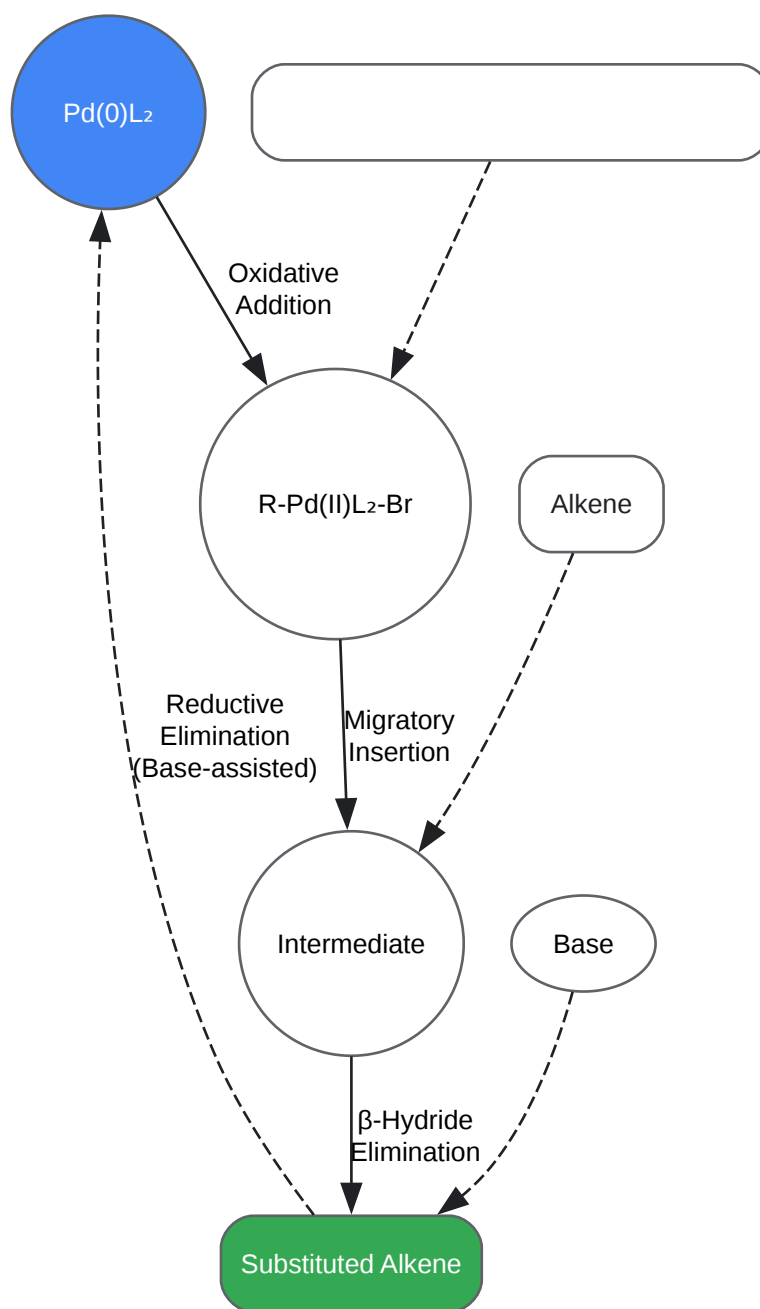 Pd(0)L₂
Oxidative
Addition
R-Pd(II)L₂-Br
Alkene
Reductive
Elimination
(Base-assisted)
Migratory
Insertion
Intermediate
Base
β-Hydride
Elimination
Substituted Alkene